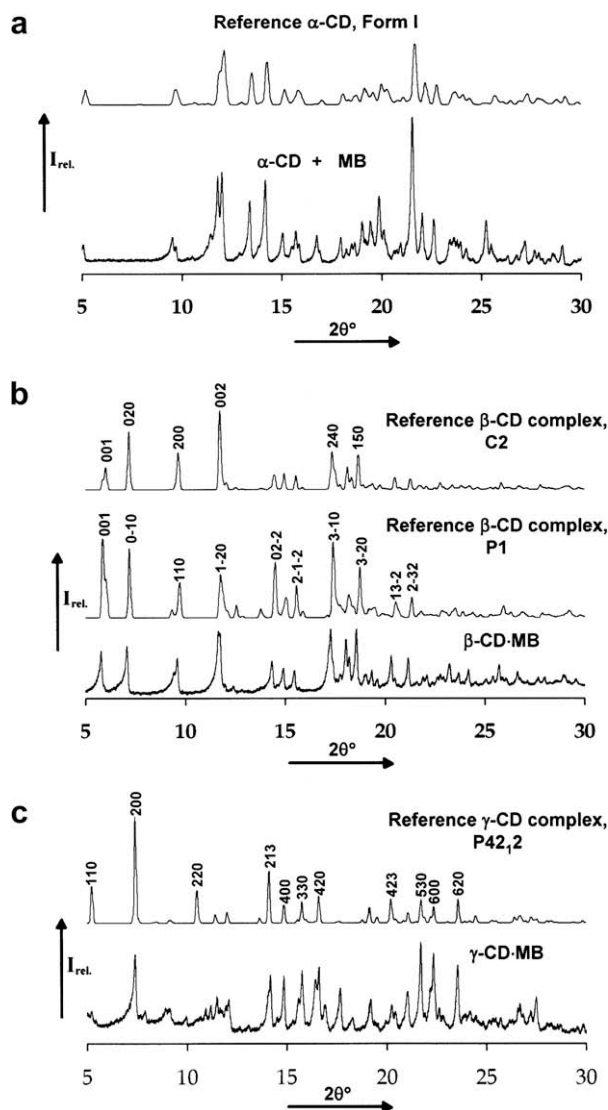 a
Reference α-CD, Form I
I rel.
α-CD + MB
5 10 15 20 25 30
2θ°
b
002
020
001
200
240
150
Reference β-CD complex,
C2
001
0-10
110
1-20
02-2
2-1-2
3-10
3-20
13-2
2-32
Reference β-CD complex,
P1
I rel.
β-CD·MB
5 10 15 20 25 30
2θ°
c
Reference γ-CD complex,
P42₁2
110
200
220
213
400
330
420
423
530
600
620
I rel.
γ-CD·MB
5 10 15 20 25 30
2θ°